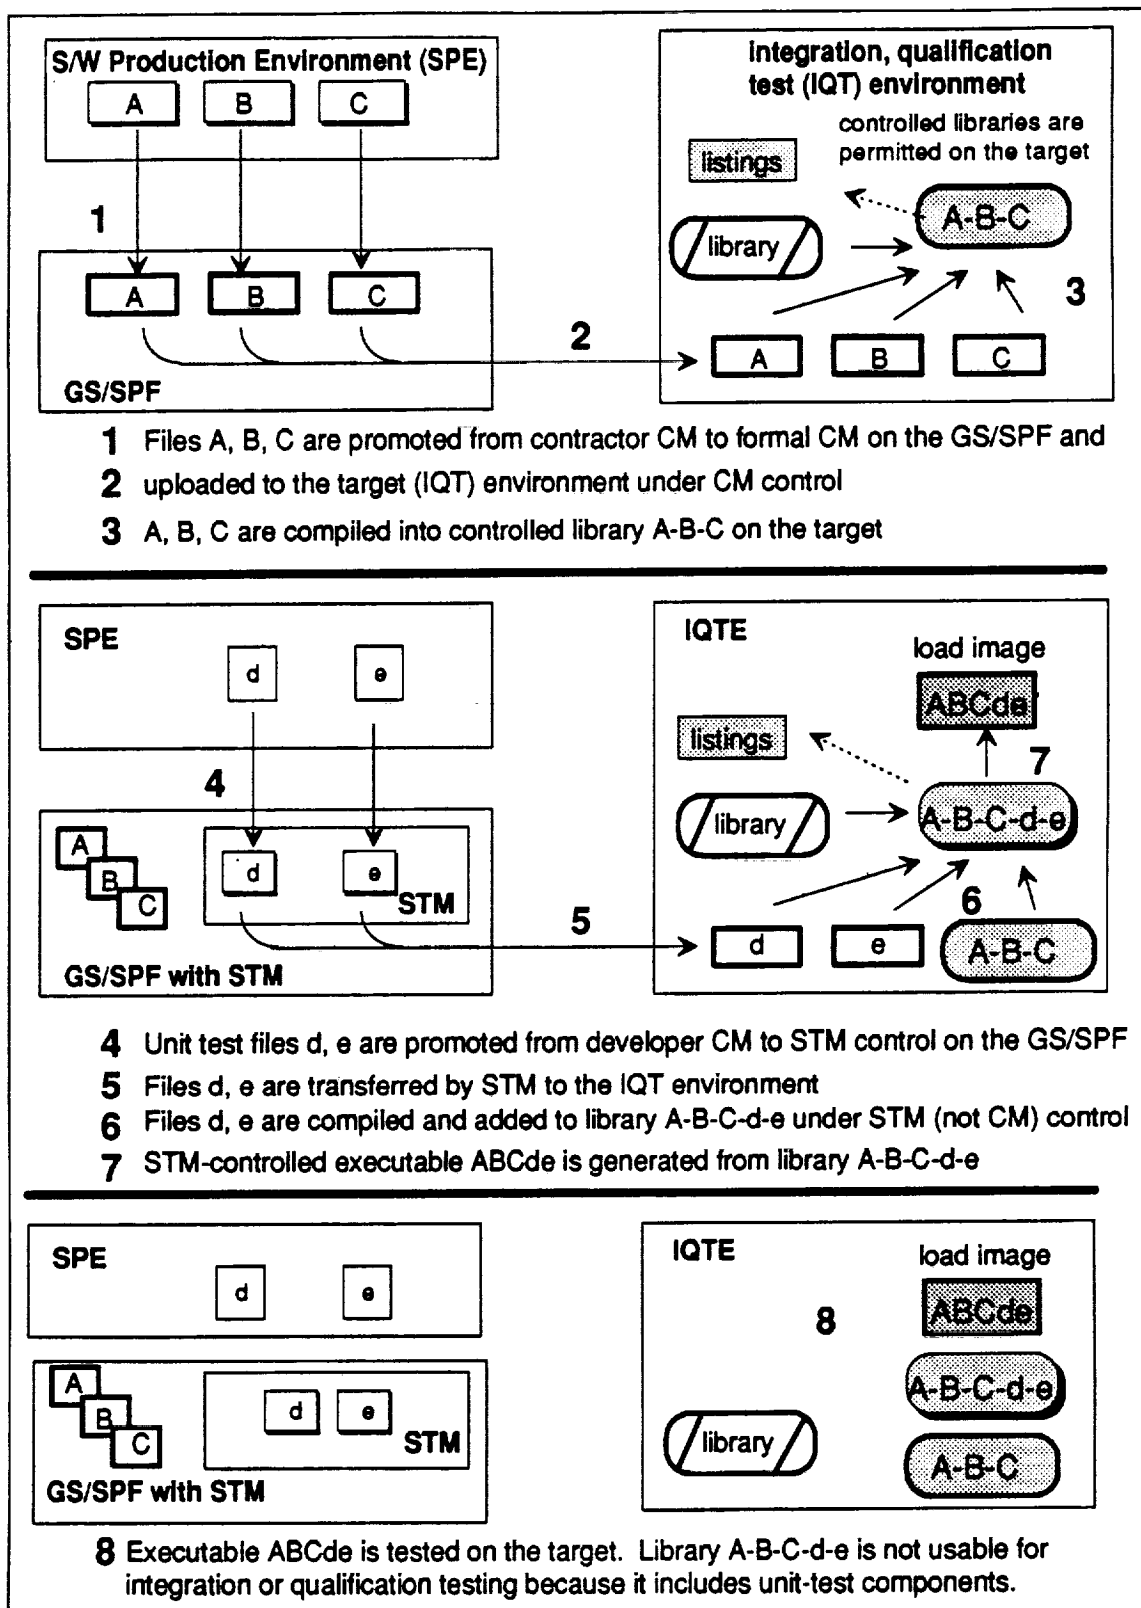 S/W Production Environment (SPE)
A B C
1
A B C
GS/SPF
2
integration, qualification
test (IQT) environment
controlled libraries are
permitted on the target
listings
A-B-C
library
3
A B C
1 Files A, B, C are promoted from contractor CM to formal CM on the GS/SPF and
2 uploaded to the target (IQT) environment under CM control
3 A, B, C are compiled into controlled library A-B-C on the target
SPE
d e
4
A
B
C
d e
STM
GS/SPF with STM
5
IQTE
load image
ABCde
listings
7
A-B-C-d-e
library
6
d e A-B-C
4 Unit test files d, e are promoted from developer CM to STM control on the GS/SPF
5 Files d, e are transferred by STM to the IQT environment
6 Files d, e are compiled and added to library A-B-C-d-e under STM (not CM) control
7 STM-controlled executable ABCde is generated from library A-B-C-d-e
SPE
d e
A
B
C
d e
STM
GS/SPF with STM
IQTE
load image
8
ABCde
A-B-C-d-e
library
A-B-C
8 Executable ABCde is tested on the target. Library A-B-C-d-e is not usable for
integration or qualification testing because it includes unit-test components.